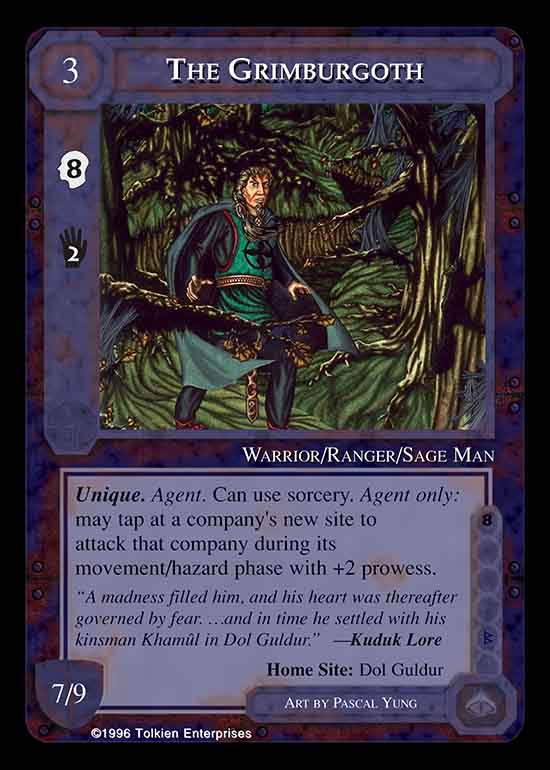 3
THE GRIMBURGOTH
8
2
WARRIOR/RANGER/SAGE MAN
Unique. Agent. Can use sorcery. Agent only:
may tap at a company's new site to
attack that company during its
movement/hazard phase with +2 prowess.
8
“A madness filled him, and his heart was thereafter
governed by fear. …and in time he settled with his
kinsman Khamûl in Dol Guldur.” —Kuduk Lore
Home Site: Dol Guldur
7/9
ART BY PASCAL YUNG
©1996 Tolkien Enterprises